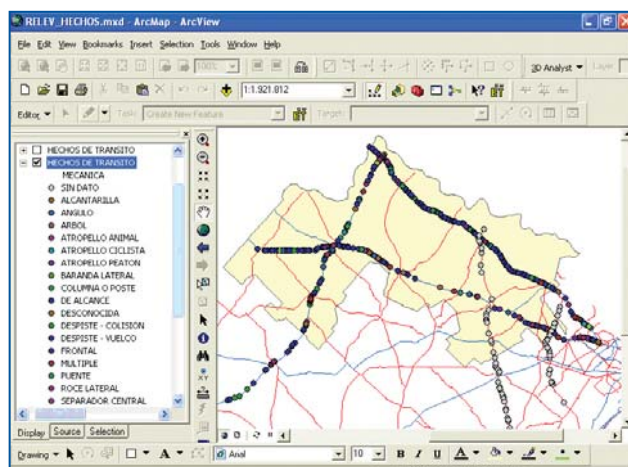 RELEV_HECHOS.mxd - ArcMap - ArcView
File Edit View Bookmarks Insert Selection Tools Window Help
100%
3D Analyst
Layer
1:1.921.812
Editor Task: Create New Feature Target:
HECHOS DE TRANSITO
HECHOS DE TRANSITO
MECANICA
SIN DATO
ALCANTARILLA
ANGULO
ARBOL
ATROPELLO ANIMAL
ATROPELLO CICLISTA
ATROPELLO PEATON
BARANDA LATERAL
COLUMNA O POSTE
DE ALCANCE
DESCONOCIDA
DESPISTE - COLISION
DESPISTE - VUELCO
FRONTAL
MULTIPLE
PUENTE
ROCE LATERAL
SEPARADOR CENTRAL
XY
Display Source Selection
Drawing A Arial 10 B I U A